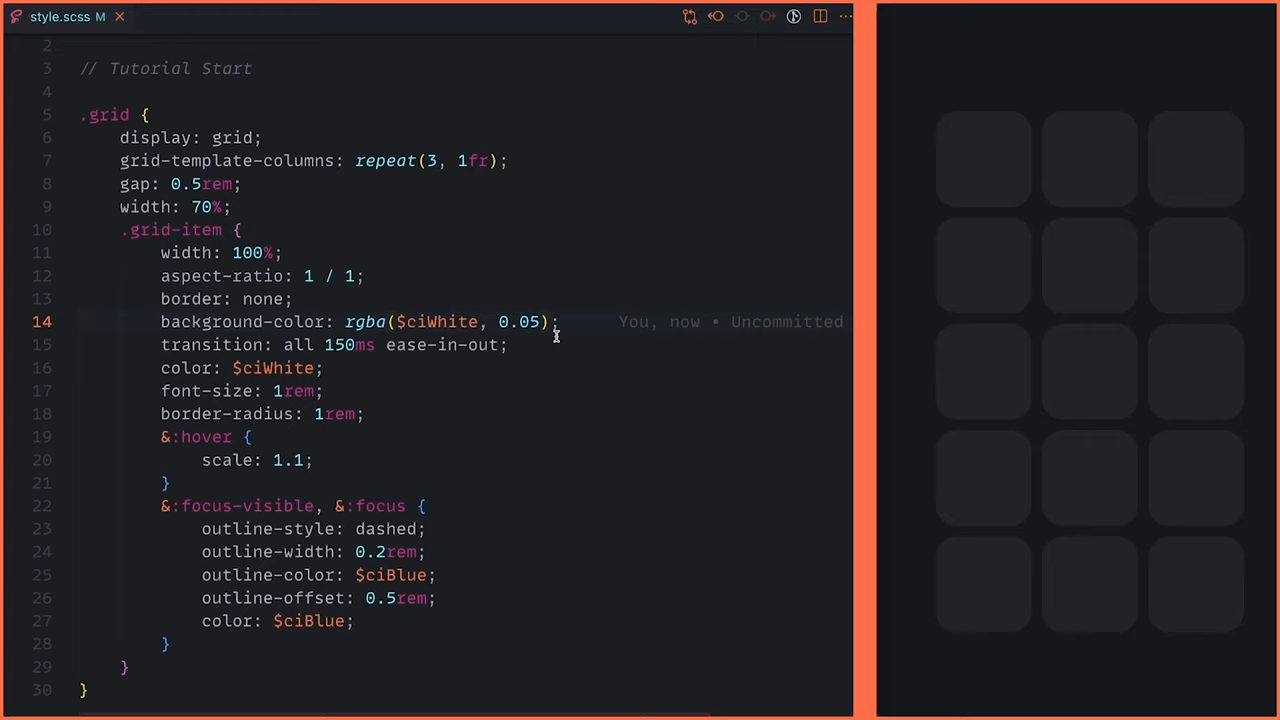 style.scss M
2
3 // Tutorial Start
4
5 .grid {
6 display: grid;
7 grid-template-columns: repeat(3, 1fr);
8 gap: 0.5rem;
9 width: 70%;
10 .grid-item {
11 width: 100%;
12 aspect-ratio: 1 / 1;
13 border: none;
14 background-color: rgba($ciWhite, 0.05); You, now • Uncommitted
15 transition: all 150ms ease-in-out;
16 color: $ciWhite;
17 font-size: 1rem;
18 border-radius: 1rem;
19 &:hover {
20 scale: 1.1;
21 }
22 &:focus-visible, &:focus {
23 outline-style: dashed;
24 outline-width: 0.2rem;
25 outline-color: $ciBlue;
26 outline-offset: 0.5rem;
27 color: $ciBlue;
28 }
29 }
30 }